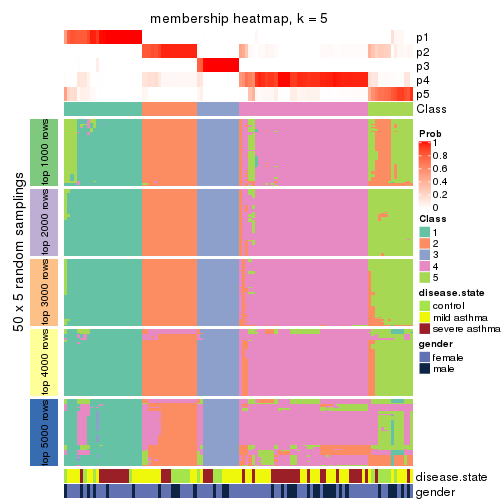 membership heatmap, k = 5
p1
p2
p3
p4
p5
Class
50 x 5 random samplings
top 1000 rows
top 2000 rows
top 3000 rows
top 4000 rows
top 5000 rows
disease.state
gender
Prob
1
0.8
0.6
0.4
0.2
0
Class
1
2
3
4
5
disease.state
control
mild asthma
severe asthma
gender
female
male